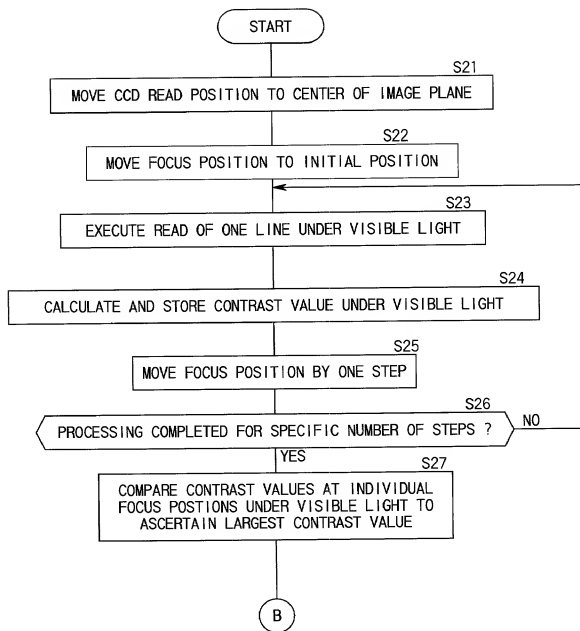 START
S21
MOVE CCD READ POSITION TO CENTER OF IMAGE PLANE
S22
MOVE FOCUS POSITION TO INITIAL POSITION
S23
EXECUTE READ OF ONE LINE UNDER VISIBLE LIGHT
S24
CALCULATE AND STORE CONTRAST VALUE UNDER VISIBLE LIGHT
S25
MOVE FOCUS POSITION BY ONE STEP
S26
PROCESSING COMPLETED FOR SPECIFIC NUMBER OF STEPS ?
NO
YES
S27
COMPARE CONTRAST VALUES AT INDIVIDUAL
FOCUS POSTIONS UNDER VISIBLE LIGHT TO
ASCERTAIN LARGEST CONTRAST VALUE
B